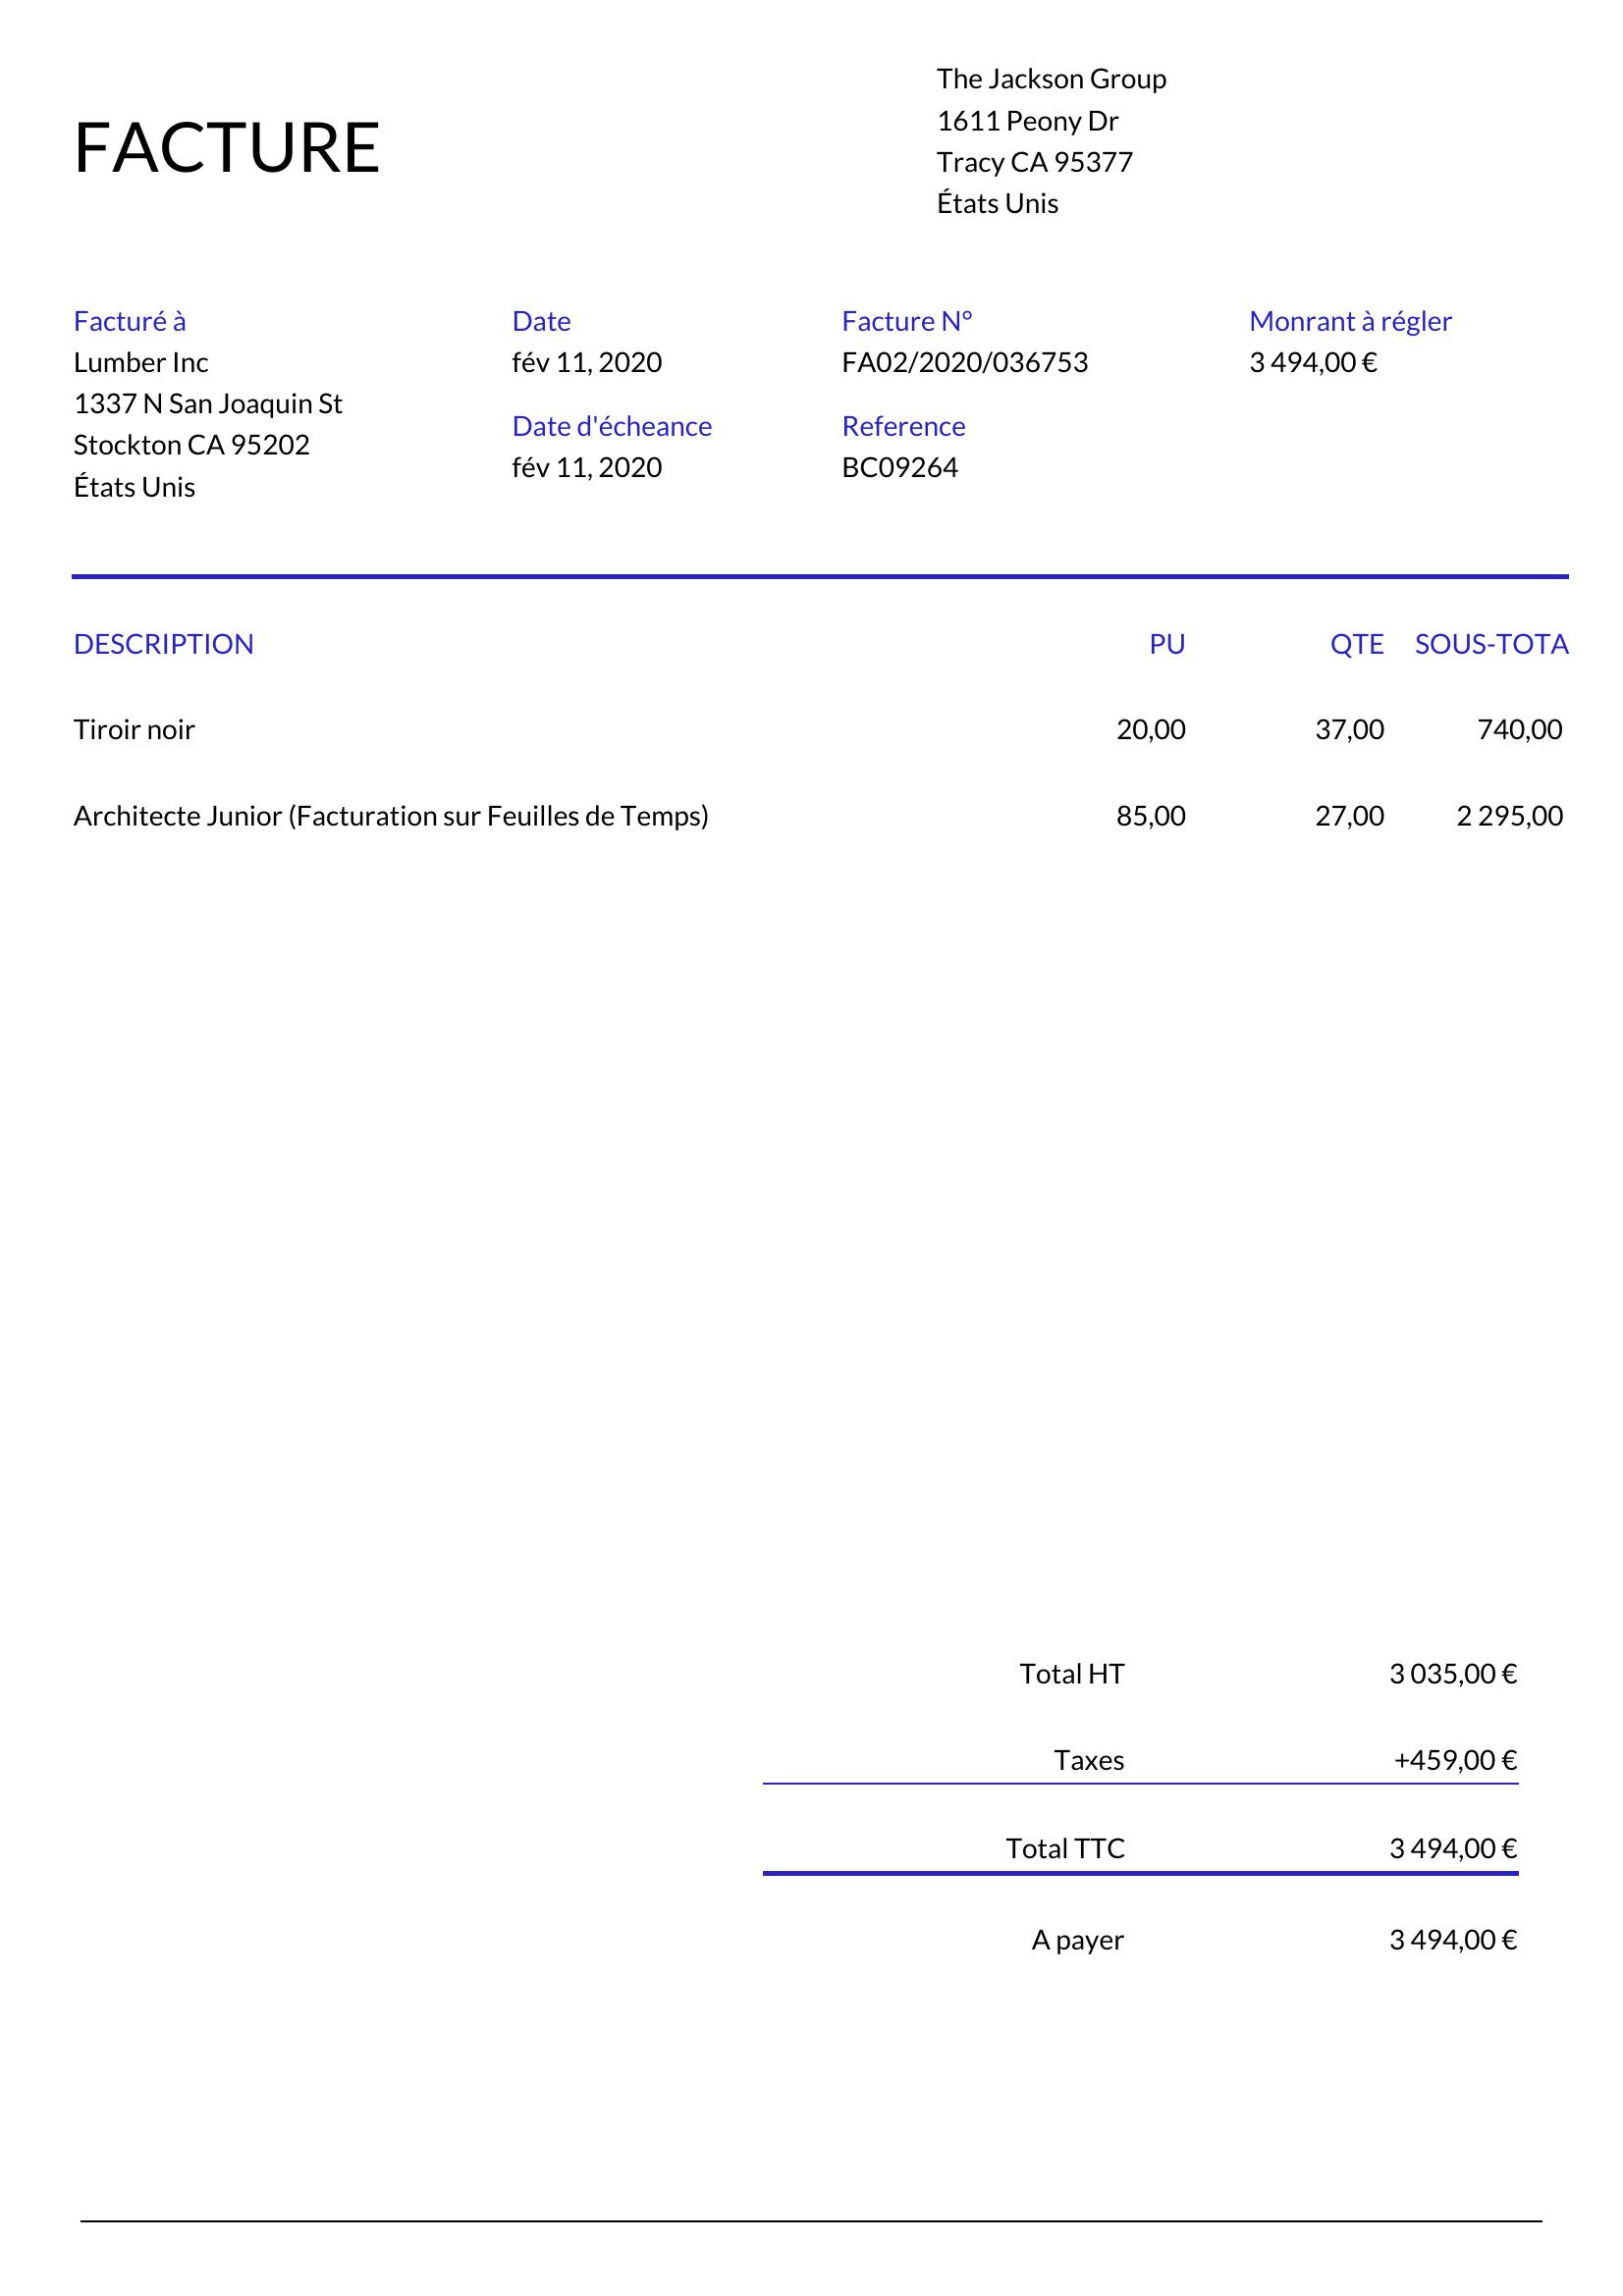 The Jackson Group
1611 Peony Dr
Tracy CA 95377
États Unis
FACTURE
Facturé à
Lumber Inc
1337 N San Joaquin St
Stockton CA 95202
États Unis
Date
fév 11, 2020
Date d'écheance
fév 11, 2020
Facture N°
FA02/2020/036753
Reference
BC09264
Monrant à régler
3 494,00 €
DESCRIPTION PU QTE SOUS-TOTA
Tiroir noir 20,00 37,00 740,00
Architecte Junior (Facturation sur Feuilles de Temps) 85,00 27,00 2 295,00
Total HT 3 035,00 €
Taxes +459,00 €
Total TTC 3 494,00 €
A payer 3 494,00 €